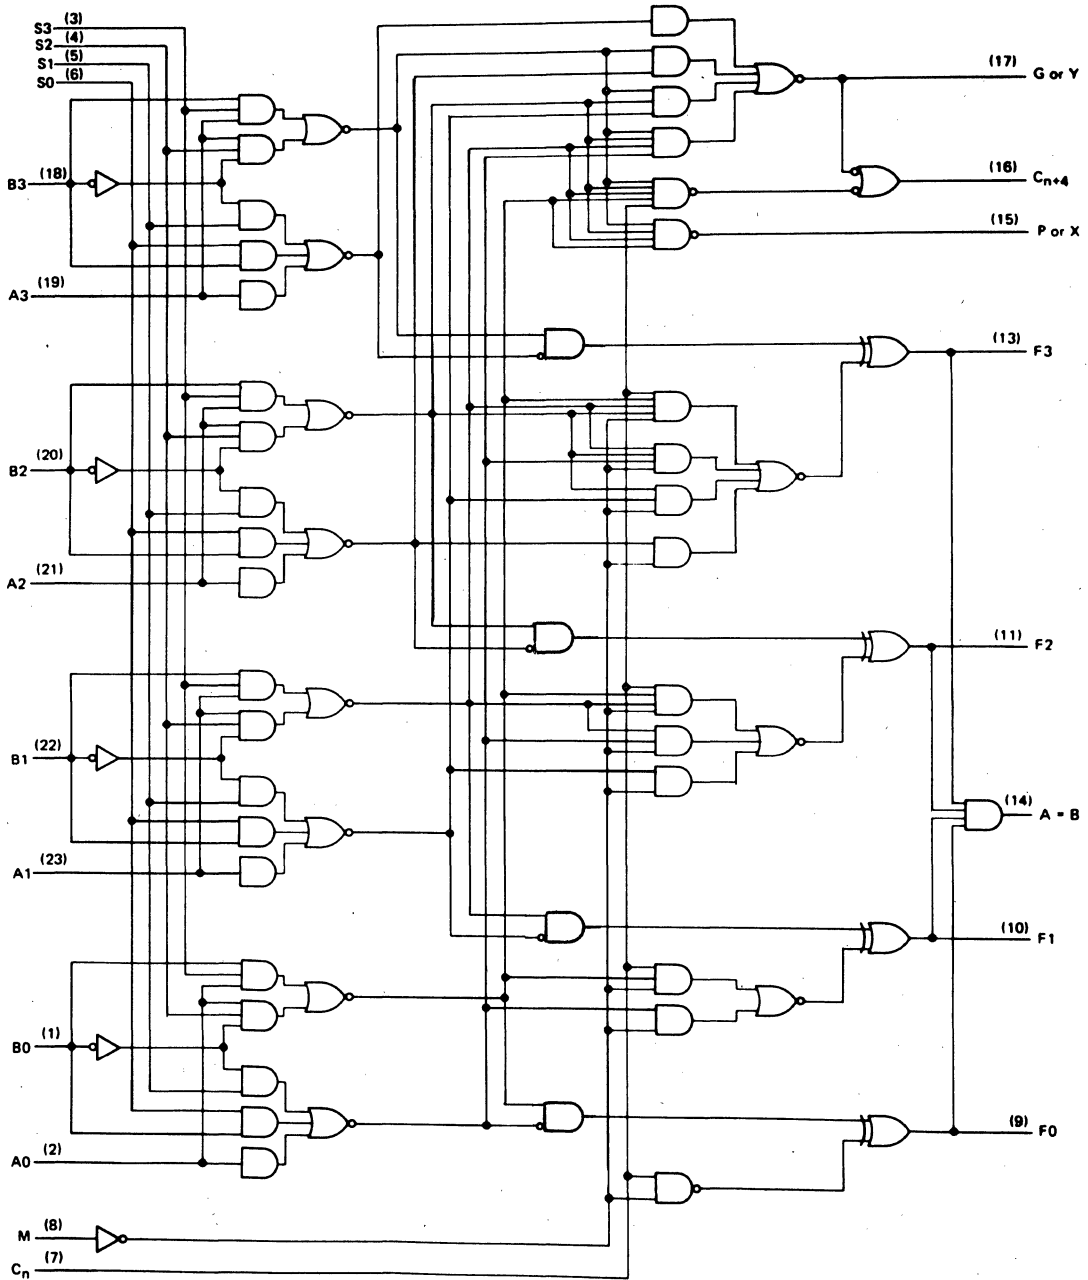 S3 (3)
S2 (4)
S1 (5)
S0 (6)
(17) G or Y
B3 (18)
(16) Cn+4
(15) P or X
A3 (19)
(13) F3
B2 (20)
A2 (21)
(11) F2
B1 (22)
(14) A = B
A1 (23)
(10) F1
B0 (1)
(9) F0
A0 (2)
M (8)
Cn (7)